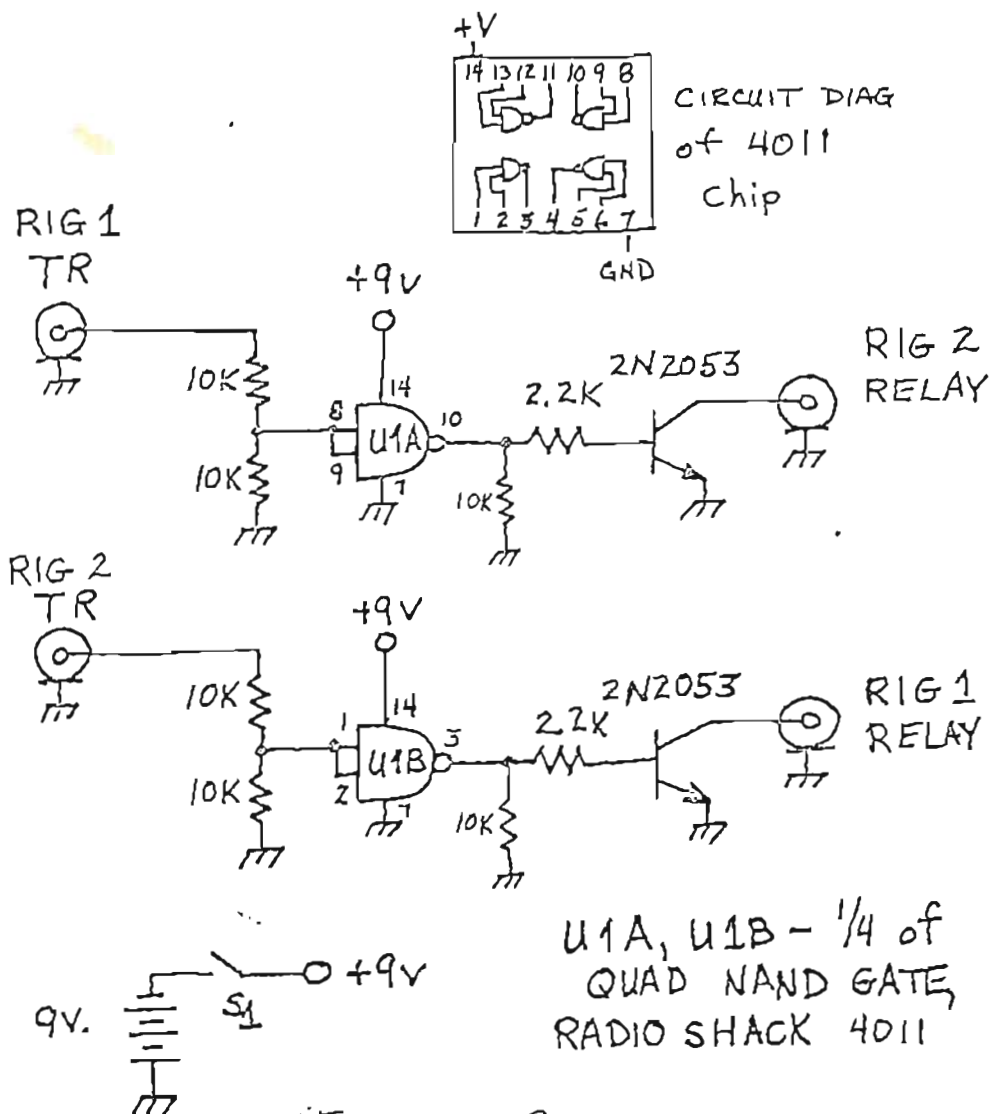 +V
14 13 12 11 10 9 8
1 2 3 4 5 6 7
GND
CIRCUIT DIAG
of 4011
Chip
RIG 1
TR
+9V
10K
10K
8
9
14
U1A
7
10
10K
2.2K
2N2053
RIG 2
RELAY
RIG 2
TR
+9V
10K
10K
1
2
14
U1B
7
3
10K
2.2K
2N2053
RIG 1
RELAY
9V.
S1
+9V
U1A, U1B - 1/4 of
QUAD NAND GATE,
RADIO SHACK 4011